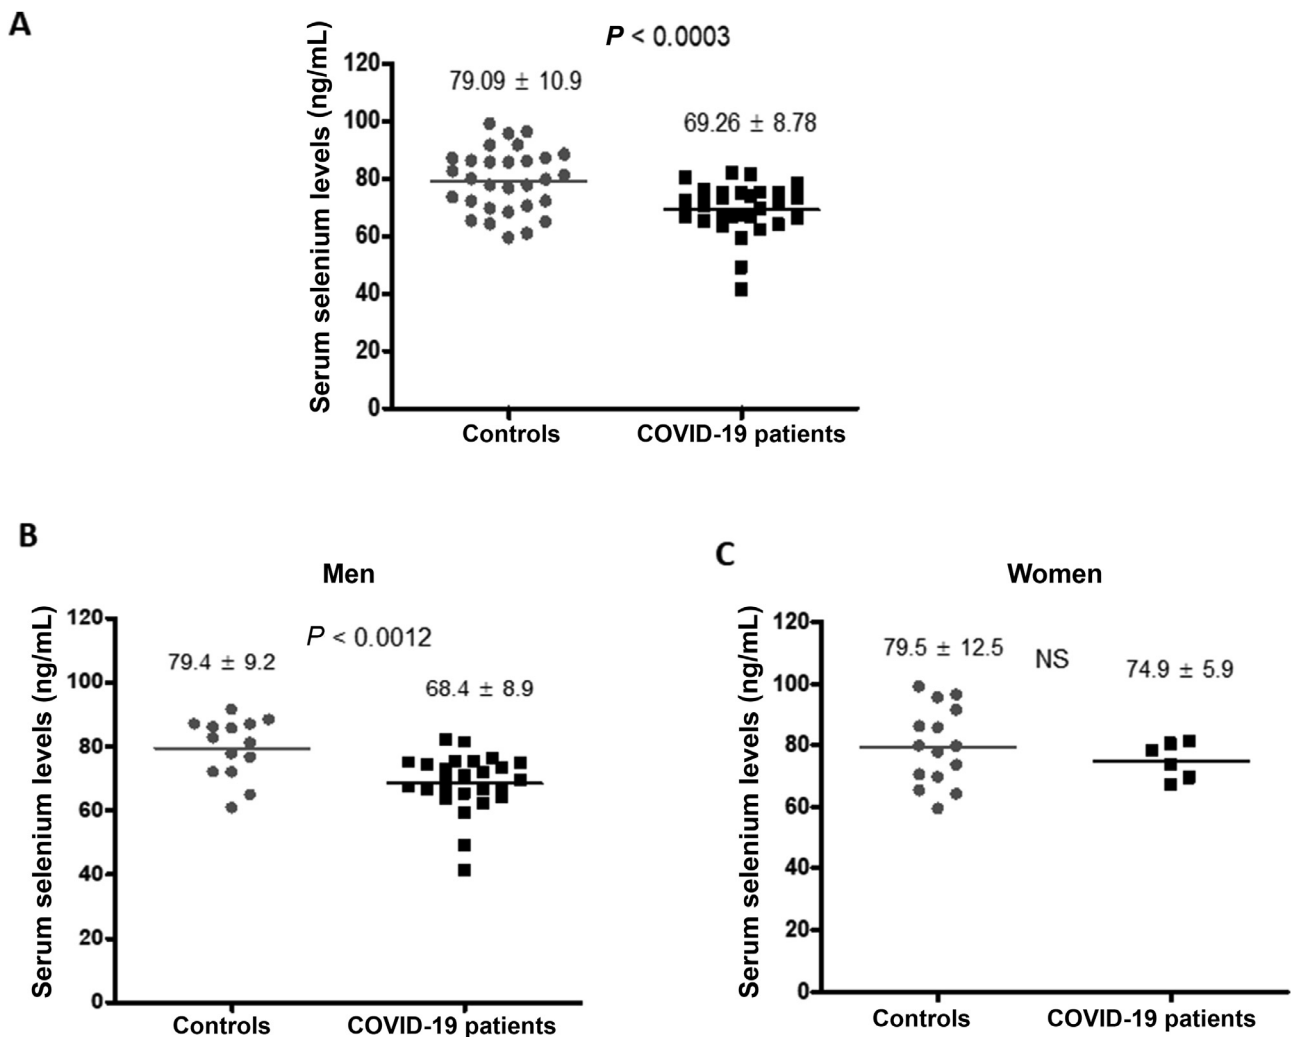 A
P < 0.0003
Serum selenium levels (ng/mL)
120
100
80
60
40
20
0
79.09 ± 10.9
69.26 ± 8.78
Controls
COVID-19 patients
B
Men
P < 0.0012
Serum selenium levels (ng/mL)
120
100
80
60
40
20
0
79.4 ± 9.2
68.4 ± 8.9
Controls
COVID-19 patients
C
Women
Serum selenium levels (ng/mL)
120
100
80
60
40
20
0
79.5 ± 12.5
NS
74.9 ± 5.9
Controls
COVID-19 patients